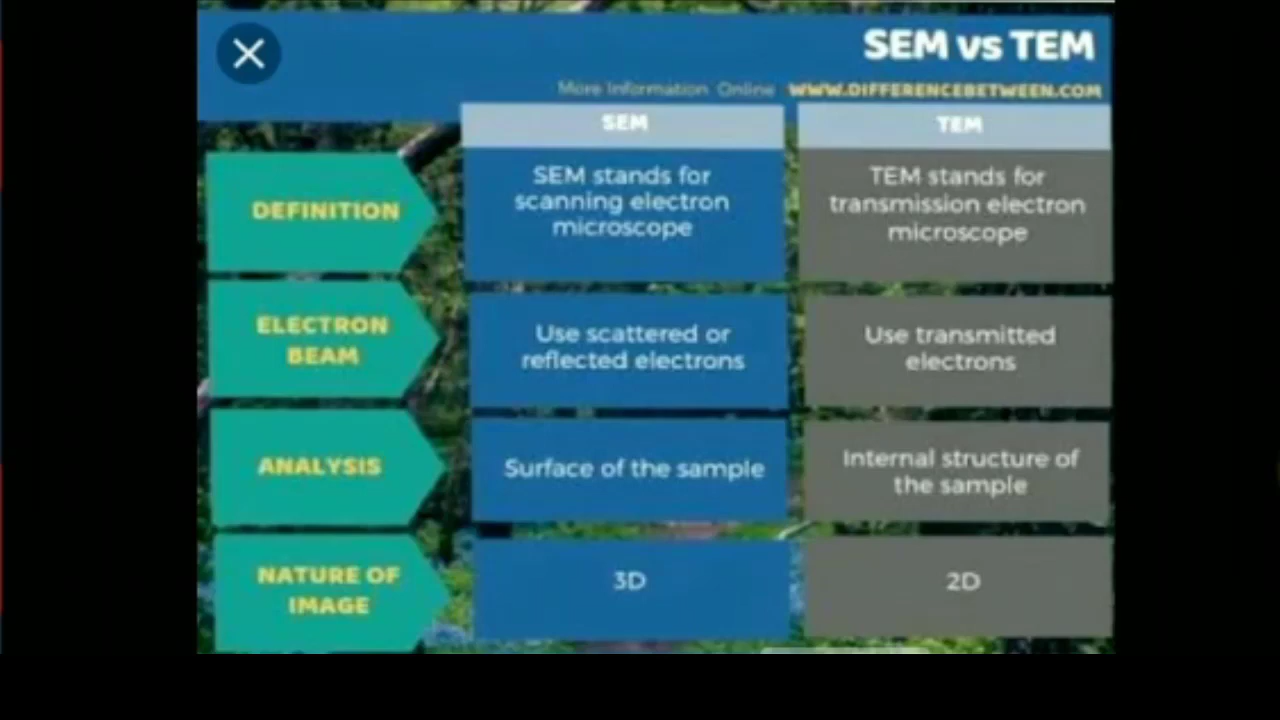 SEM vs TEM
More Information Online WWW.DIFFERENCEBETWEEN.COM
SEM
TEM
DEFINITION
SEM stands for
scanning electron
microscope
TEM stands for
transmission electron
microscope
ELECTRON
BEAM
Use scattered or
reflected electrons
Use transmitted
electrons
ANALYSIS
Surface of the sample
Internal structure of
the sample
NATURE OF
IMAGE
3D
2D